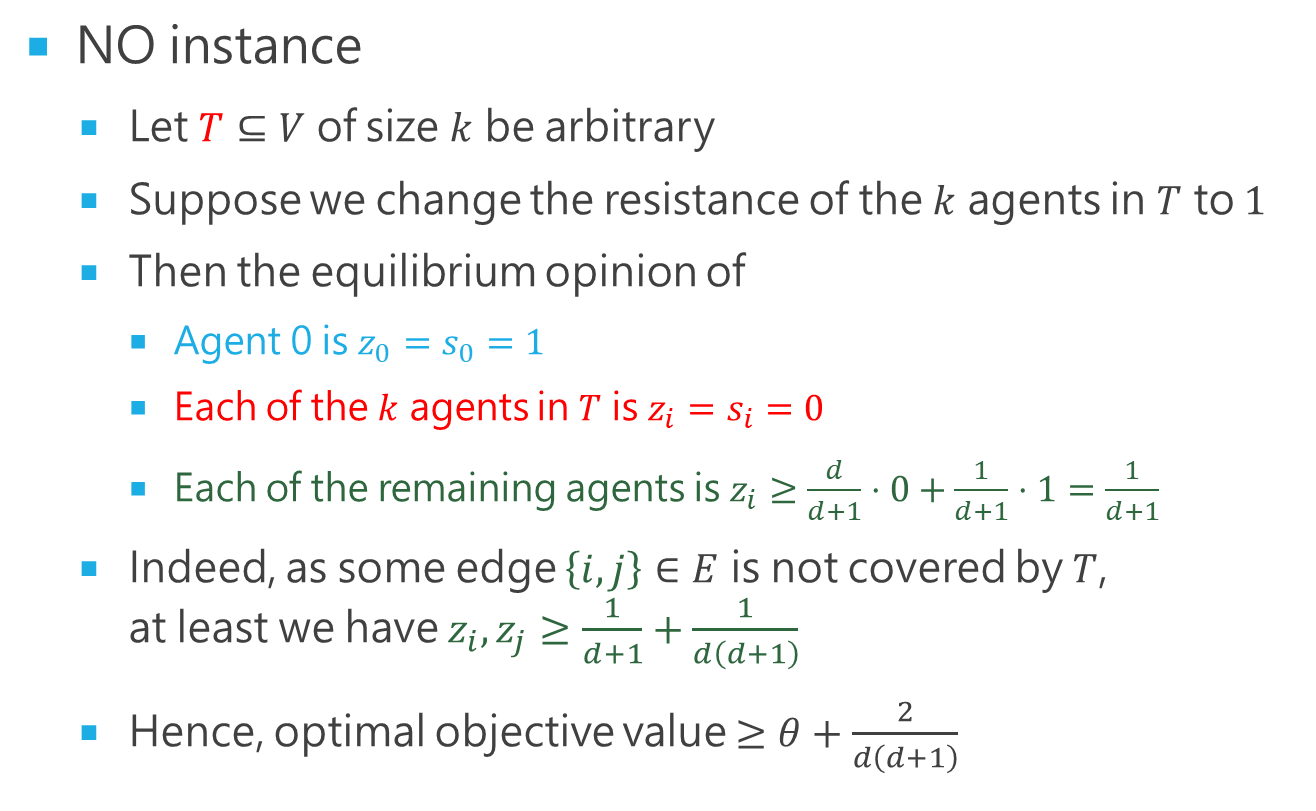 NO instance
Let T ⊆ V of size k be arbitrary
Suppose we change the resistance of the k agents in T to 1
Then the equilibrium opinion of
Agent 0 is z₀ = s₀ = 1
Each of the k agents in T is zᵢ = sᵢ = 0
Each of the remaining agents is zᵢ ≥ d/(d+1) · 0 + 1/(d+1) · 1 = 1/(d+1)
Indeed, as some edge {i, j} ∈ E is not covered by T,
at least we have zᵢ, zⱼ ≥ 1/(d+1) + 1/(d(d+1))
Hence, optimal objective value ≥ θ + 2/(d(d+1))